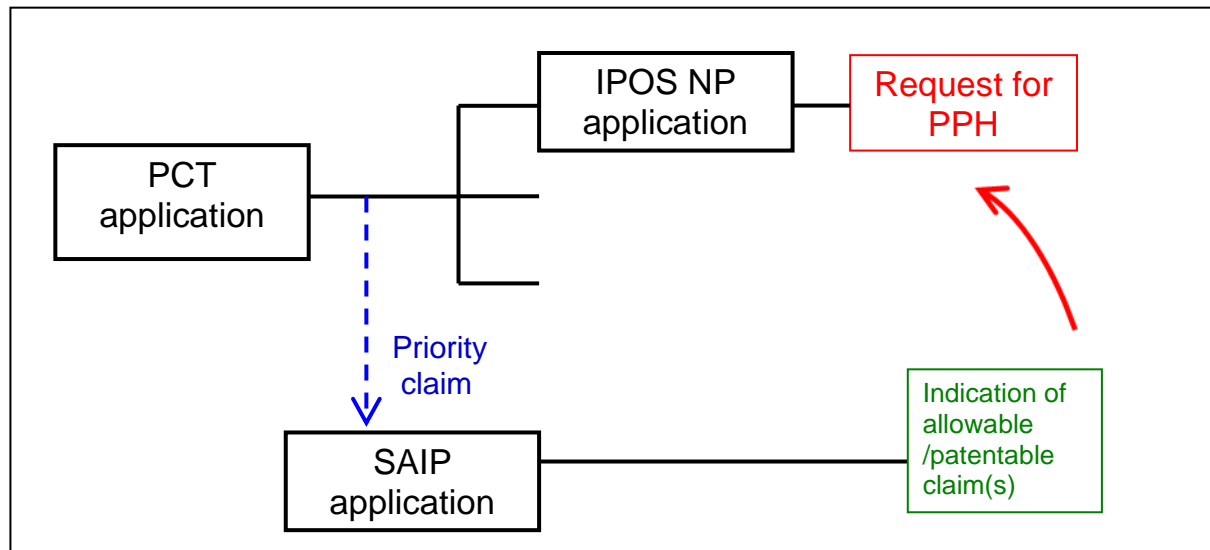 IPOS NP
application
Request for
PPH
PCT
application
Priority
claim
SAIP
application
Indication of
allowable
/patentable
claim(s)